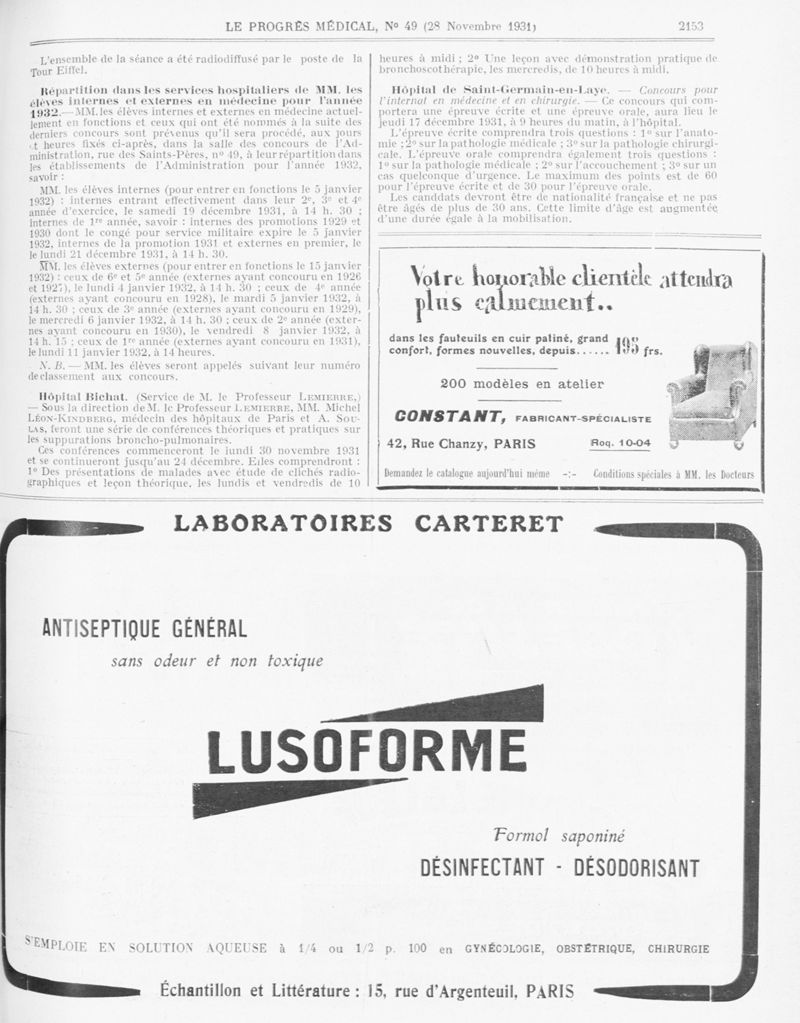 LE PROGRÈS MÉDICAL, No 49 (28 Novembre 1931)
2153
L'ensemble de la séance a été radiodiffusé par le poste de la
Tour Eiffel.
Répartition dans les services hospitaliers de MM. les
élèves internes et externes en médecine pour l'année
1932.—MM. les élèves internes et externes en médecine actuel-
lement en fonctions et ceux qui ont été nommés à la suite des
derniers concours sont prévenus qu'il sera procédé, aux jours
et heures fixés ci-après, dans la salle des concours de l'Ad-
ministration, rue des Saints-Pères, no 49, à leur répartition dans
les établissements de l'Administration pour l'année 1932,
savoir :
MM. les élèves internes (pour entrer en fonctions le 5 janvier
1932) : internes entrant effectivement dans leur 2e, 3e et 4e
année d'exercice, le samedi 19 décembre 1931, à 14 h. 30 ;
internes de 1re année, savoir : internes des promotions 1929 et
1930 dont le congé pour service militaire expire le 5 janvier
1932, internes de la promotion 1931 et externes en premier, le
le lundi 21 décembre 1931, à 14 h. 30.
MM. les élèves externes (pour entrer en fonctions le 15 janvier
1932) : ceux de 6e et 5e année (externes ayant concouru en 1926
et 1927), le lundi 4 janvier 1932, à 14 h. 30 ; ceux de 4e année
(externes ayant concouru en 1928), le mardi 5 janvier 1932, à
14 h. 30 ; ceux de 3e année (externes ayant concouru en 1929),
le mercredi 6 janvier 1932, à 14 h. 30 ; ceux de 2e année (exter-
nes ayant concouru en 1930), le vendredi 8 janvier 1932, à
14 h. 15 ; ceux de 1re année (externes ayant concouru en 1931),
le lundi 11 janvier 1932, à 14 heures.
N. B. — MM. les élèves seront appelés suivant leur numéro
de classement aux concours.
Hôpital Bichat. (Service de M. le Professeur LEMIERRE,)
— Sous la direction de M. le Professeur LEMIERRE, MM. Michel
LÉON-KINDBERG, médecin des hôpitaux de Paris et A. SOU-
LAS, feront une série de conférences théoriques et pratiques sur
les suppurations broncho-pulmonaires.
Ces conférences commenceront le lundi 30 novembre 1931
et se continueront jusqu'au 24 décembre. Elles comprendront :
1o Des présentations de malades avec étude de clichés radio-
graphiques et leçon théorique, les lundis et vendredis de 10
heures à midi ; 2o Une leçon avec démonstration pratique de
bronchoscothérapie, les mercredis, de 10 heures à midi.
Hôpital de Saint-Germain-en-Laye. — Concours pour
l'internat en médecine et en chirurgie. — Ce concours qui com-
portera une épreuve écrite et une épreuve orale, aura lieu le
jeudi 17 décembre 1931, à 9 heures du matin, à l'hôpital.
L'épreuve écrite comprendra trois questions : 1o sur l'anato-
mie ; 2o sur la pathologie médicale ; 3o sur la pathologie chirurgi-
cale. L'épreuve orale comprendra également trois questions :
1o sur la pathologie médicale ; 2o sur l'accouchement ; 3o sur un
cas quelconque d'urgence. Le maximum des points est de 60
pour l'épreuve écrite et de 30 pour l'épreuve orale.
Les canddats devront être de nationalité française et ne pas
être âgés de plus de 30 ans. Cette limite d'âge est augmentée
d'une durée égale à la mobilisation.
Votre honorable clientèle attendra
plus calmement..
dans les fauteuils en cuir patiné, grand
confort, formes nouvelles, depuis...... 195 frs.
200 modèles en atelier
CONSTANT, FABRICANT-SPÉCIALISTE
42, Rue Chanzy, PARIS Roq. 10-04
Demandez le catalogue aujourd'hui même -:- Conditions spéciales à MM. les Docteurs
LABORATOIRES CARTERET
ANTISEPTIQUE GÉNÉRAL
sans odeur et non toxique
LUSOFORME
Formol saponiné
DÉSINFECTANT - DÉSODORISANT
S'EMPLOIE EN SOLUTION AQUEUSE à 1/4 ou 1/2 p. 100 en GYNÉCOLOGIE, OBSTÉTRIQUE, CHIRURGIE
Échantillon et Littérature : 15, rue d'Argenteuil, PARIS